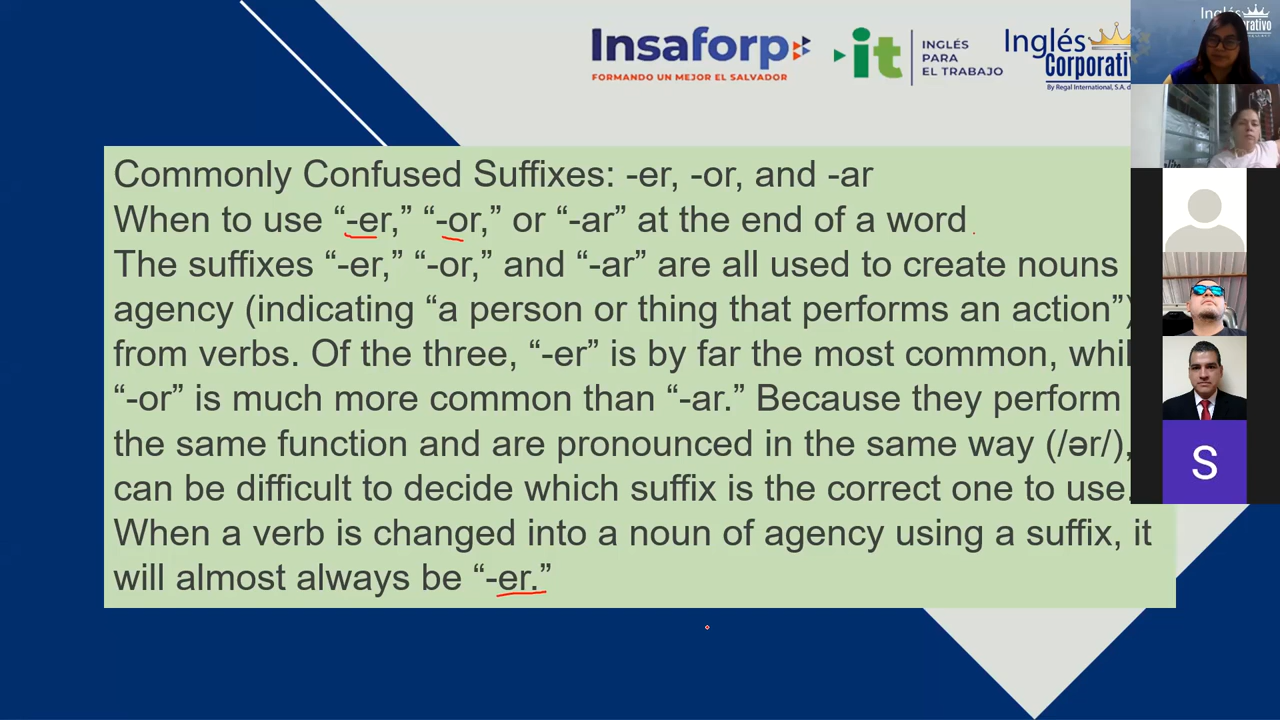 Insaforp
FORMANDO UN MEJOR EL SALVADOR
it
INGLÉS
PARA
EL TRABAJO
Inglés
Corporativ
By Regal International, S.A. d
Commonly Confused Suffixes: -er, -or, and -ar
When to use “-er,” “-or,” or “-ar” at the end of a word
The suffixes “-er,” “-or,” and “-ar” are all used to create nouns
agency (indicating “a person or thing that performs an action”)
from verbs. Of the three, “-er” is by far the most common, whil
“-or” is much more common than “-ar.” Because they perform
the same function and are pronounced in the same way (/ər/),
can be difficult to decide which suffix is the correct one to use.
When a verb is changed into a noun of agency using a suffix, it
will almost always be “-er.”
S